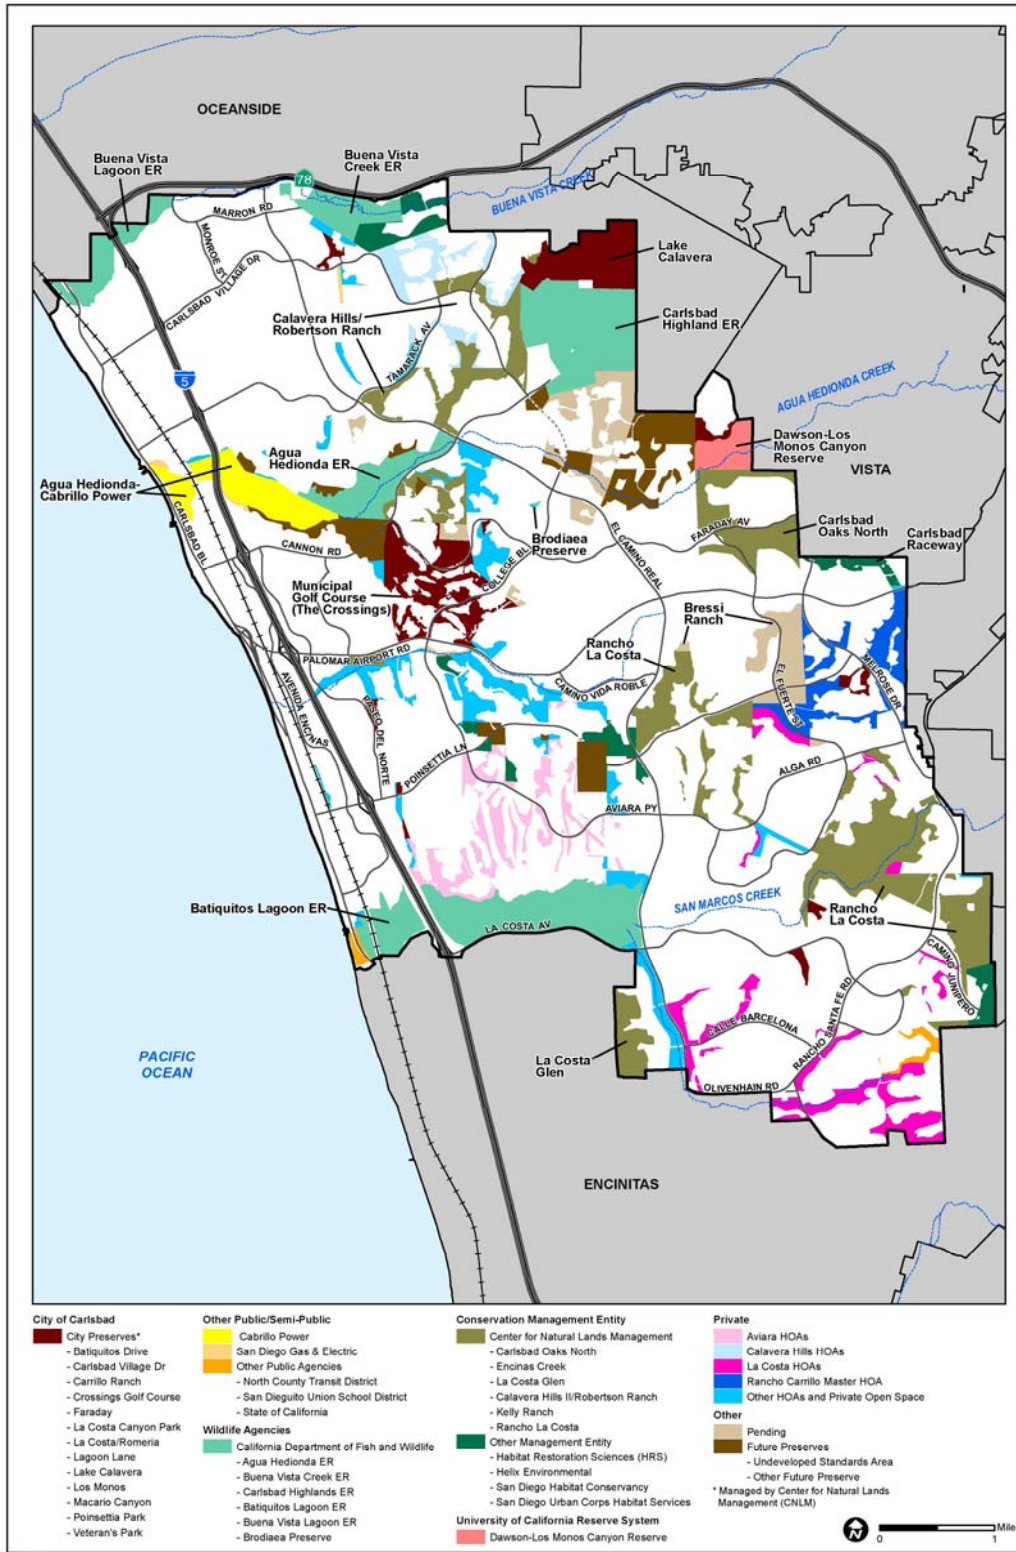 OCEANSIDE
Buena Vista
Lagoon ER
Buena Vista
Creek ER
78
BUENA VISTA CREEK
MARRON RD
MONROE ST
CARLSBAD VILLAGE DR
Lake
Calavera
Calavera Hills/
Robertson Ranch
TAMARACK AV
Carlsbad
Highland ER
5
AGUA HEDIONDA CREEK
Dawson-Los
Monos Canyon
Reserve
VISTA
Agua
Hedionda ER
Agua Hedionda-
Cabrillo Power
CARLSBAD BL
CANNON RD
Brodiaea
Preserve
EL CAMINO REAL
FARADAY AV
Carlsbad
Oaks North
Carlsbad
Raceway
COLLEGE BL
Municipal
Golf Course
(The Crossings)
Bressi
Ranch
Rancho
La Costa
PALOMAR AIRPORT RD
CAMINO VIDA ROBLE
EL FUERTE ST
MELROSE DR
AVENIDA ENCINAS
PASEO DEL NORTE
POINSETTIA LN
ALGA RD
AVIARA PY
Batiquitos Lagoon ER
LA COSTA AV
SAN MARCOS CREEK
Rancho
La Costa
CAMINO JUNIPERO
RANCHO SANTA FE RD
CALLE BARCELONA
La Costa
Glen
OLIVENHAIN RD
PACIFIC
OCEAN
ENCINITAS
City of Carlsbad
City Preserves*
- Batiquitos Drive
- Carlsbad Village Dr
- Carrillo Ranch
- Crossings Golf Course
- Faraday
- La Costa Canyon Park
- La Costa/Romeria
- Lagoon Lane
- Lake Calavera
- Los Monos
- Macario Canyon
- Poinsettia Park
- Veteran's Park
Other Public/Semi-Public
Cabrillo Power
San Diego Gas & Electric
Other Public Agencies
- North County Transit District
- San Dieguito Union School District
- State of California
Wildlife Agencies
California Department of Fish and Wildlife
- Agua Hedionda ER
- Buena Vista Creek ER
- Carlsbad Highlands ER
- Batiquitos Lagoon ER
- Buena Vista Lagoon ER
- Brodiaea Preserve
Conservation Management Entity
Center for Natural Lands Management
- Carlsbad Oaks North
- Encinas Creek
- La Costa Glen
- Calavera Hills II/Robertson Ranch
- Kelly Ranch
- Rancho La Costa
Other Management Entity
- Habitat Restoration Sciences (HRS)
- Helix Environmental
- San Diego Habitat Conservancy
- San Diego Urban Corps Habitat Services
University of California Reserve System
Dawson-Los Monos Canyon Reserve
Private
Aviara HOAs
Calavera Hills HOAs
La Costa HOAs
Rancho Carrillo Master HOA
Other HOAs and Private Open Space
Other
Pending
Future Preserves
- Undeveloped Standards Area
- Other Future Preserve
* Managed by Center for Natural Lands
Management (CNLM)
N
0 1
Miles